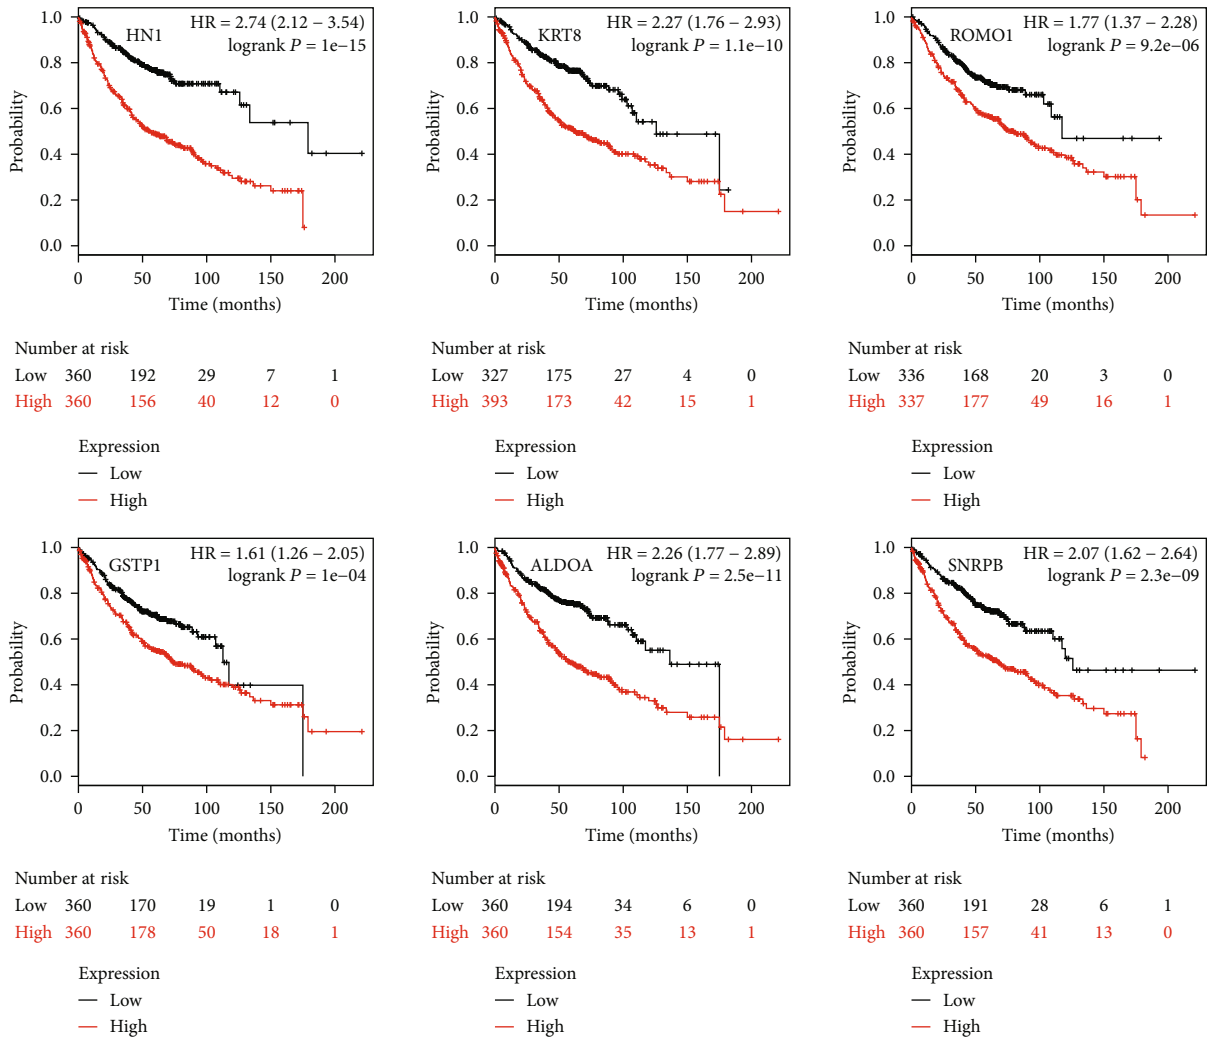 HN1
HR = 2.74 (2.12 − 3.54)
logrank P = 1e−15
Probability
1.0
0.8
0.6
0.4
0.2
0.0
0 50 100 150 200
Time (months)
Number at risk
Low 360 192 29 7 1
High 360 156 40 12 0
Expression
Low
High
KRT8
HR = 2.27 (1.76 − 2.93)
logrank P = 1.1e−10
Probability
1.0
0.8
0.6
0.4
0.2
0.0
0 50 100 150 200
Time (months)
Number at risk
Low 327 175 27 4 0
High 393 173 42 15 1
Expression
Low
High
ROMO1
HR = 1.77 (1.37 − 2.28)
logrank P = 9.2e−06
Probability
1.0
0.8
0.6
0.4
0.2
0.0
0 50 100 150 200
Time (months)
Number at risk
Low 336 168 20 3 0
High 337 177 49 16 1
Expression
Low
High
GSTP1
HR = 1.61 (1.26 − 2.05)
logrank P = 1e−04
Probability
1.0
0.8
0.6
0.4
0.2
0.0
0 50 100 150 200
Time (months)
Number at risk
Low 360 170 19 1 0
High 360 178 50 18 1
Expression
Low
High
ALDOA
HR = 2.26 (1.77 − 2.89)
logrank P = 2.5e−11
Probability
1.0
0.8
0.6
0.4
0.2
0.0
0 50 100 150 200
Time (months)
Number at risk
Low 360 194 34 6 0
High 360 154 35 13 1
Expression
Low
High
SNRPB
HR = 2.07 (1.62 − 2.64)
logrank P = 2.3e−09
Probability
1.0
0.8
0.6
0.4
0.2
0.0
0 50 100 150 200
Time (months)
Number at risk
Low 360 191 28 6 1
High 360 157 41 13 0
Expression
Low
High